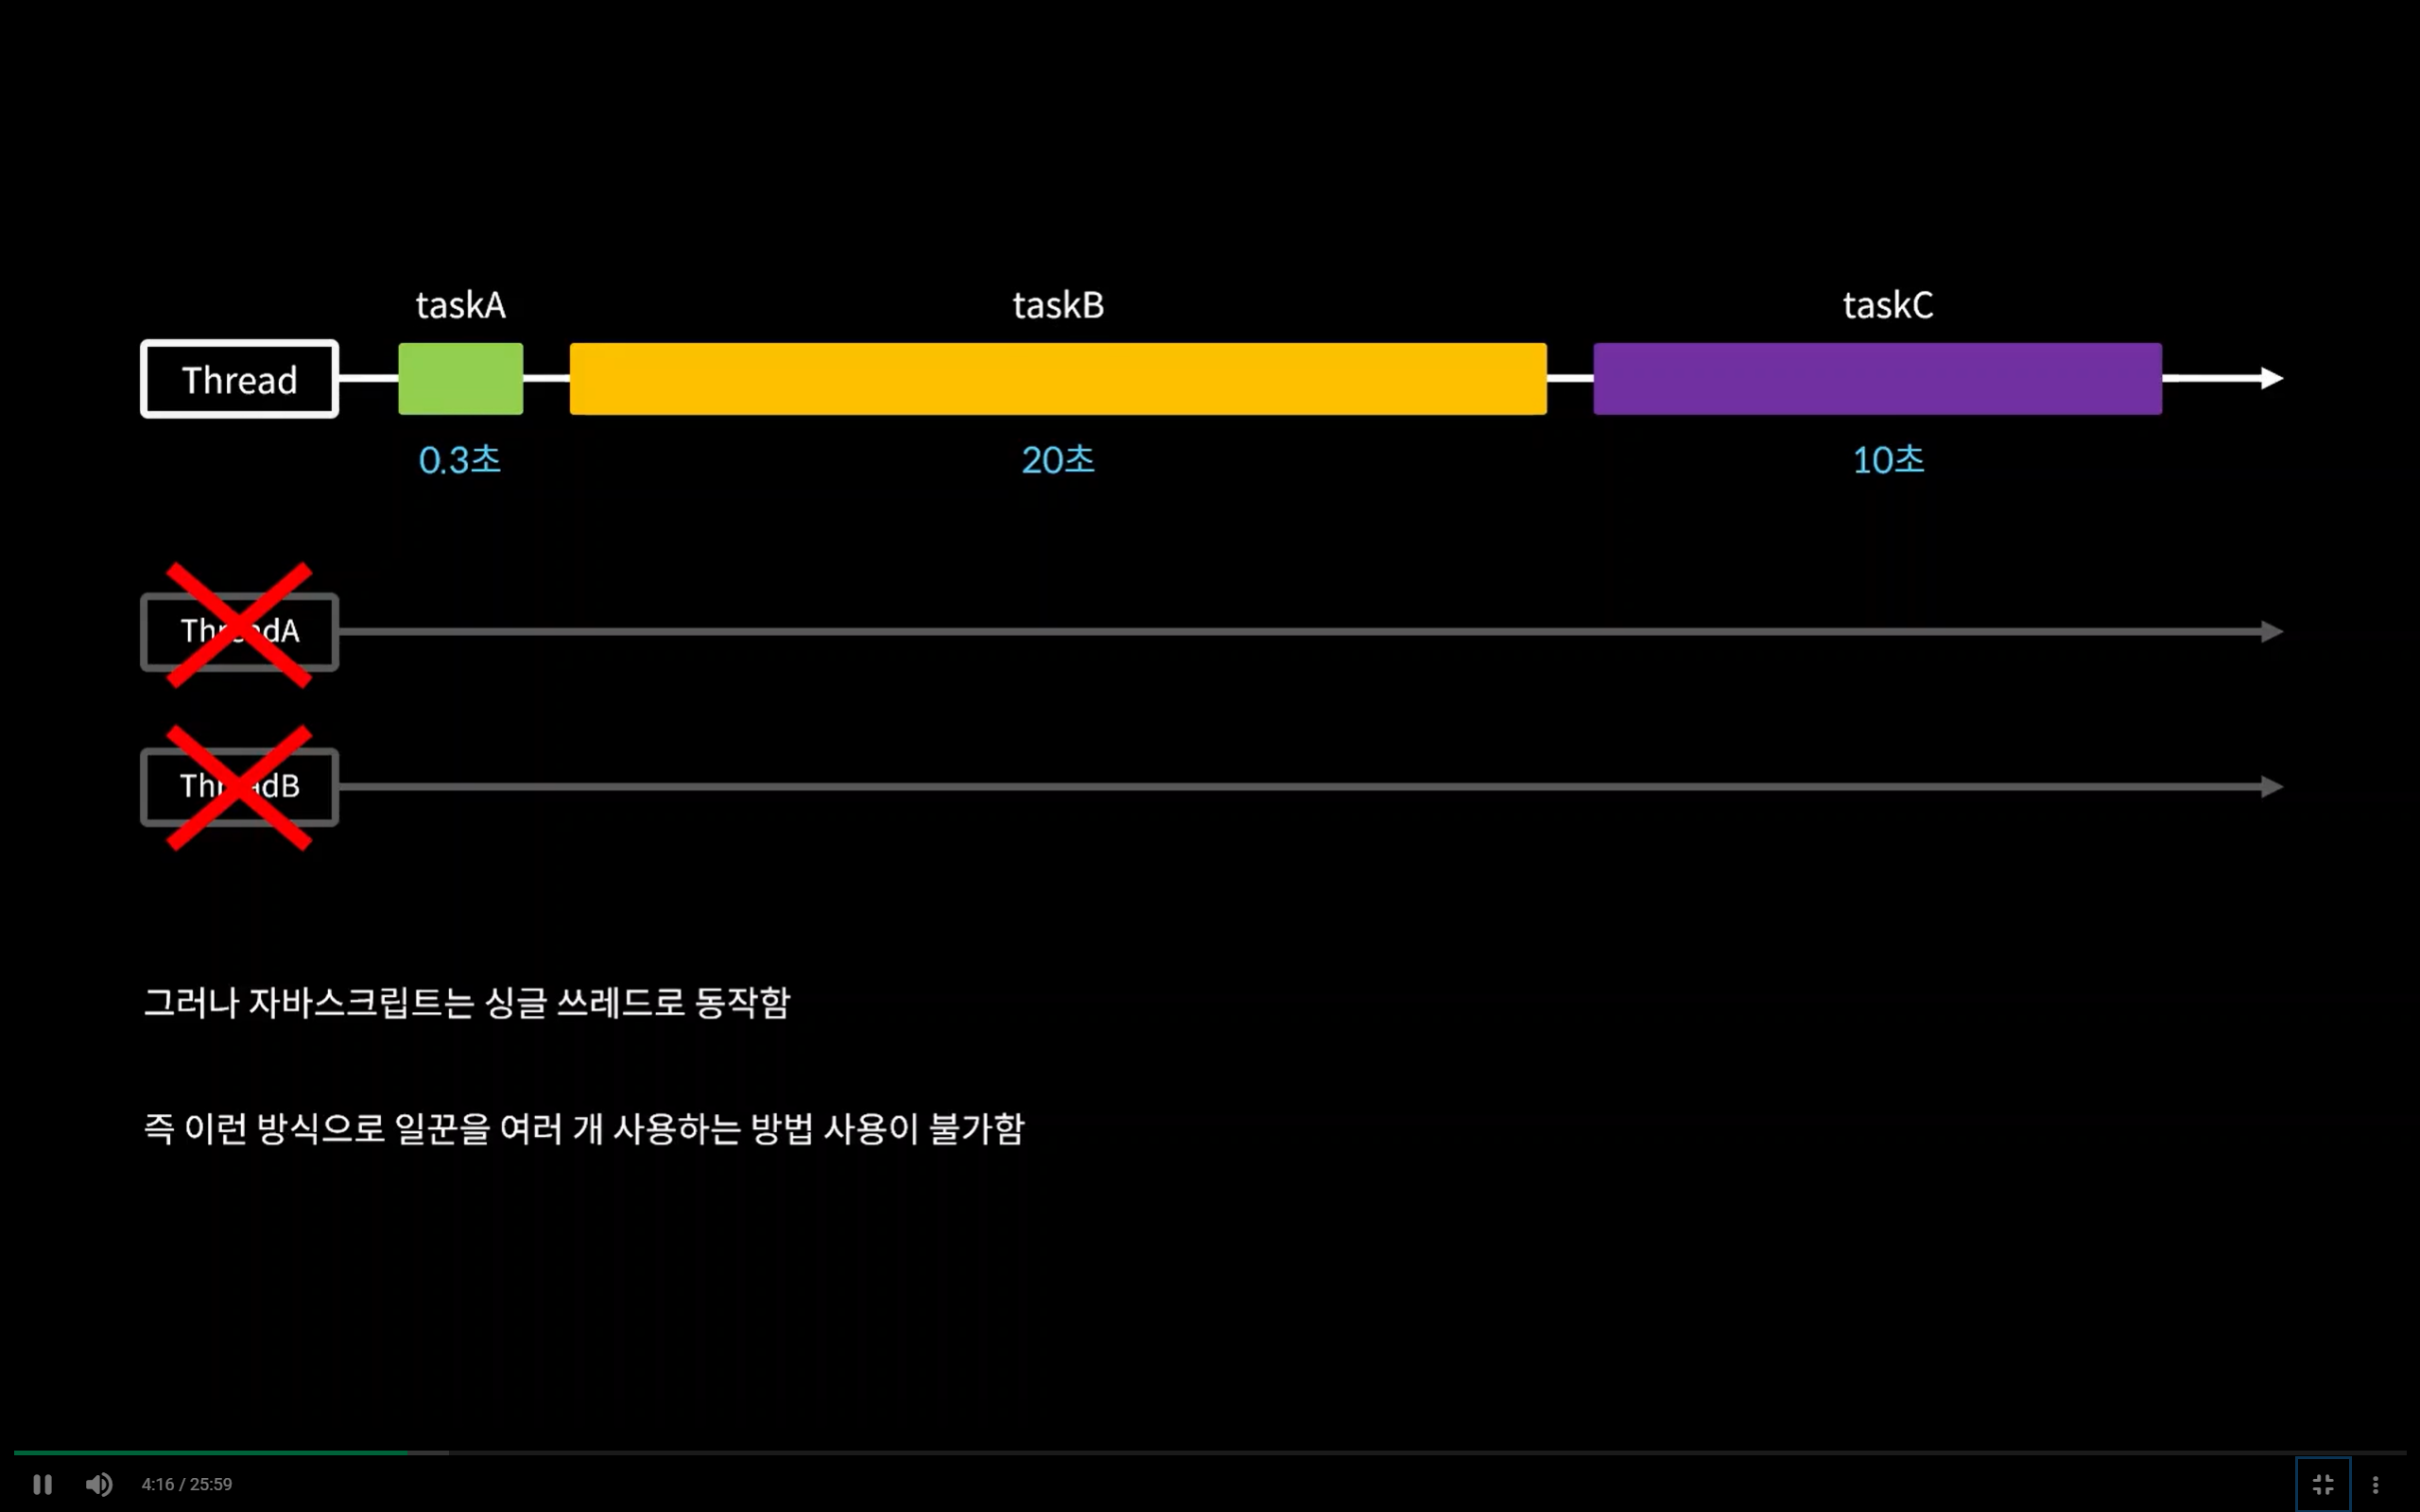 taskA taskB taskC
Thread
0.3초 20초 10초
ThreadA
ThreadB
그러나 자바스크립트는 싱글 쓰레드로 동작함
즉 이런 방식으로 일꾼을 여러 개 사용하는 방법 사용이 불가함
4:16 / 25:59